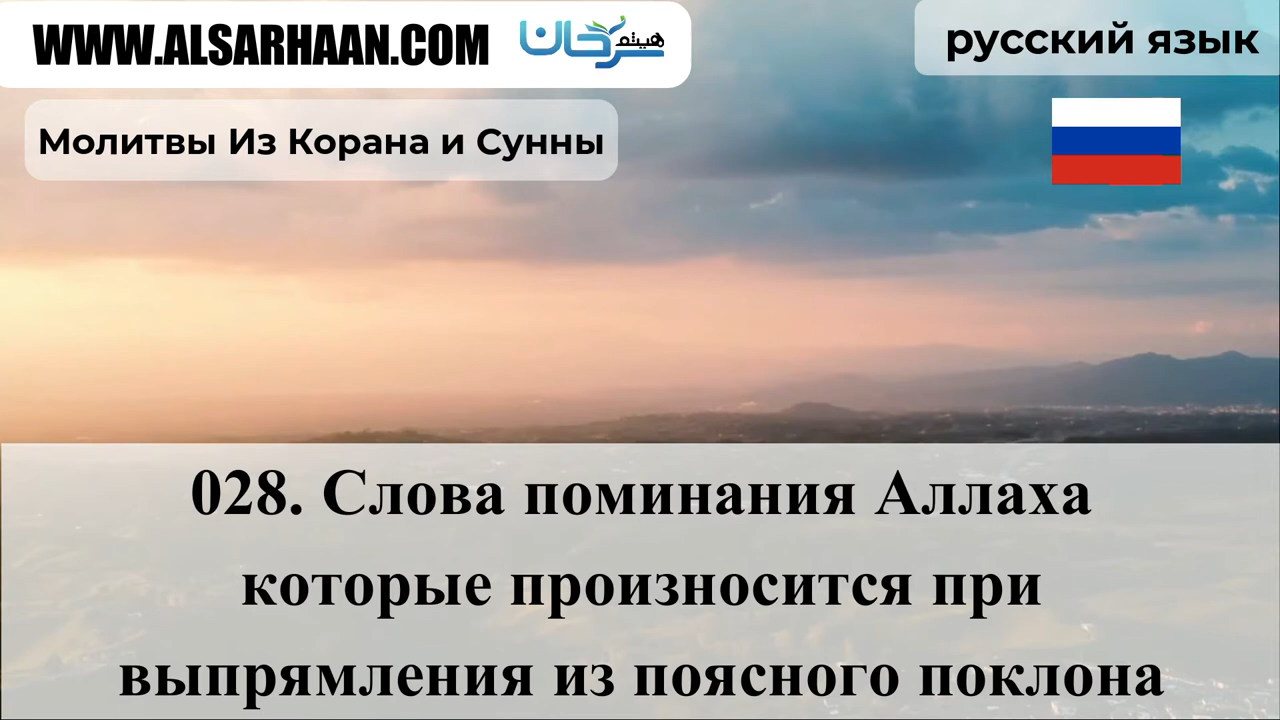 WWW.ALSARHAAN.COM
هيثم سرحان
русский язык
Молитвы Из Корана и Сунны
028. Слова поминания Аллаха
которые произносится при
выпрямления из поясного поклона